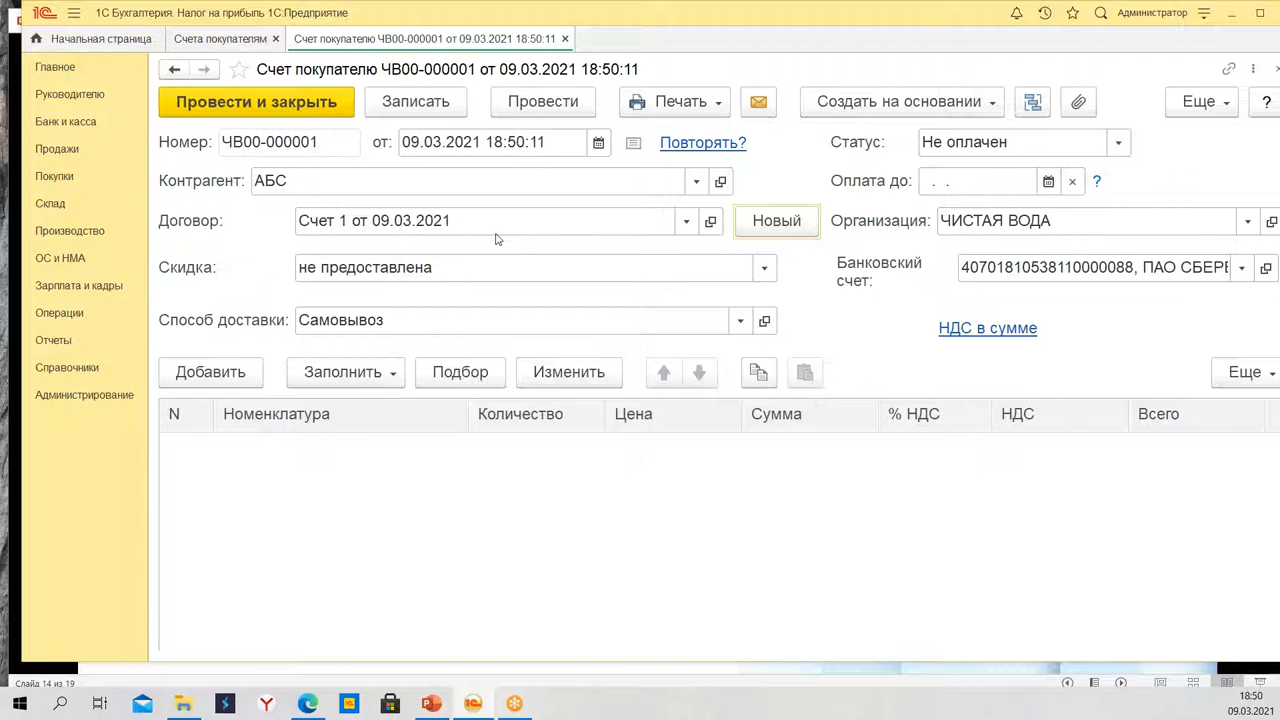 1С Бухгалтерия. Налог на прибыль 1С:Предприятие
Администратор
Начальная страница
Счета покупателям ×
Счет покупателю ЧВ00-000001 от 09.03.2021 18:50:11 ×
Главное
Руководителю
Банк и касса
Продажи
Покупки
Склад
Производство
ОС и НМА
Зарплата и кадры
Операции
Отчеты
Справочники
Администрирование
Счет покупателю ЧВ00-000001 от 09.03.2021 18:50:11
Провести и закрыть Записать Провести Печать Создать на основании Еще ?
Номер: ЧВ00-000001 от: 09.03.2021 18:50:11 Повторять? Статус: Не оплачен
Контрагент: АБС Оплата до: . . ?
Договор: Счет 1 от 09.03.2021 Новый Организация: ЧИСТАЯ ВОДА
Скидка: не предоставлена Банковский счет: 40701810538110000088, ПАО СБЕРБ
Способ доставки: Самовывоз НДС в сумме
Добавить Заполнить Подбор Изменить Еще
N Номенклатура Количество Цена Сумма % НДС НДС Всего
Слайд 14 из 19
18:50
09.03.2021